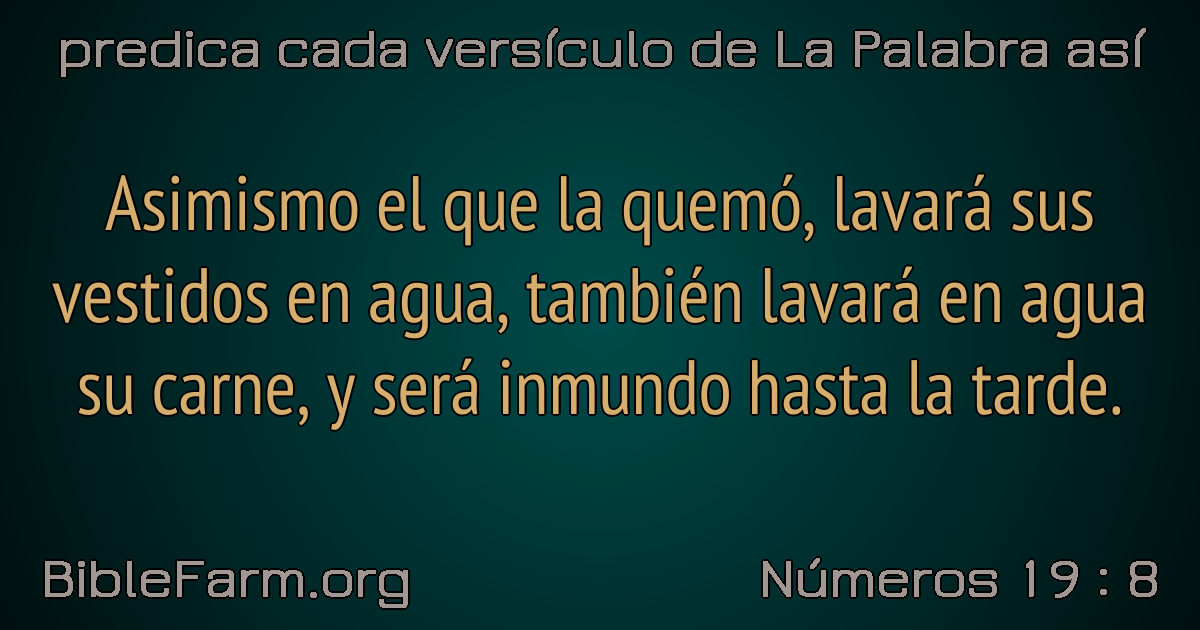 predica cada versículo de La Palabra así
Asimismo el que la quemó, lavará sus
vestidos en agua, también lavará en agua
su carne, y será inmundo hasta la tarde.
BibleFarm.org
Números 19 : 8